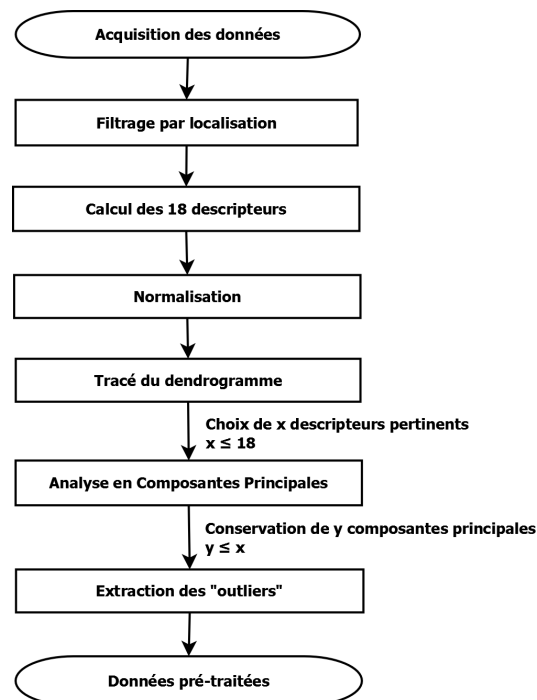 Acquisition des données
Filtrage par localisation
Calcul des 18 descripteurs
Normalisation
Tracé du dendrogramme
Choix de x descripteurs pertinents
x ≤ 18
Analyse en Composantes Principales
Conservation de y composantes principales
y ≤ x
Extraction des "outliers"
Données pré-traitées